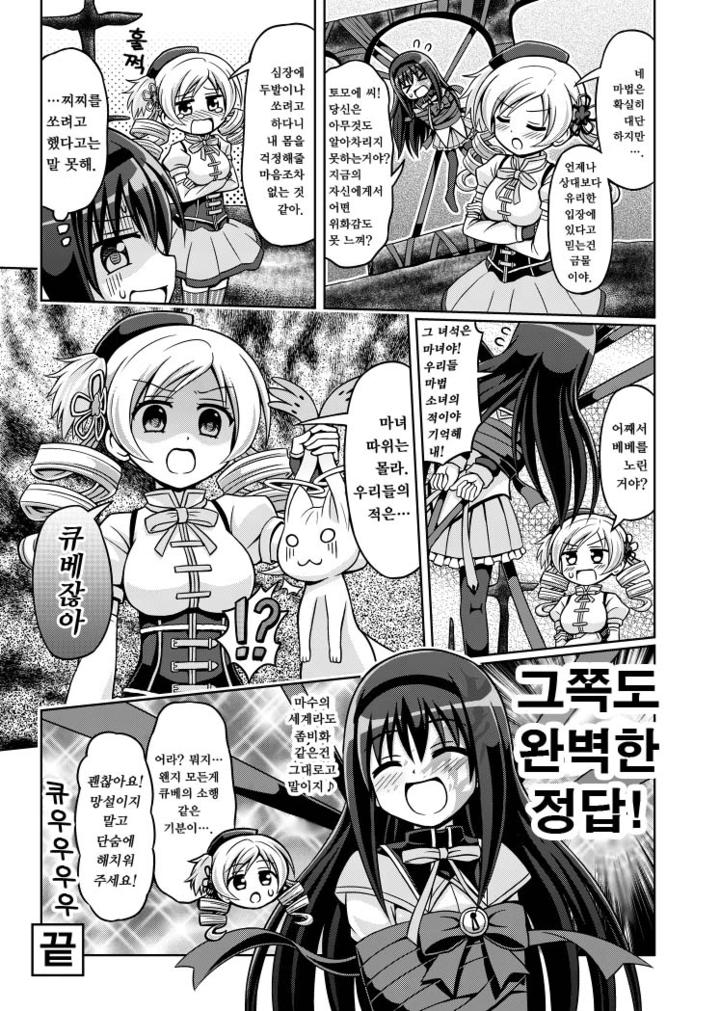 네
마법은
확실히
대단
하지만
….
언제나
상대보다
유리한
입장에
있다고
믿는건
금물
이야.
토모에 씨!
당신은
아무것도
알아차리지
못하는거야?
지금의
자신에게서
어떤
위화감도
못 느껴?
심장에
두발이나
쏘려고
하다니
내 몸을
걱정해줄
마음조차
없는 것
같아.
훌쩍
…찌찌를
쏘려고
했다고는
말 못해.
어째서
베베를
노린
거야?
그 녀석은
마녀야!
우리들
마법
소녀의
적이야
기억해
내!
마녀
따위는
몰라.
우리들의
적은…
!?
큐베잖아
그쪽도
완벽한
정답!
마수의
세계라도
좀비화
같은건
그대로고
말이지♪
어라? 뭐지…
왠지 모든게
큐베의 소행
같은
기분이….
괜찮아요!
망설이지
말고
단숨에
해치워
주세요!
큐우우우우
끝